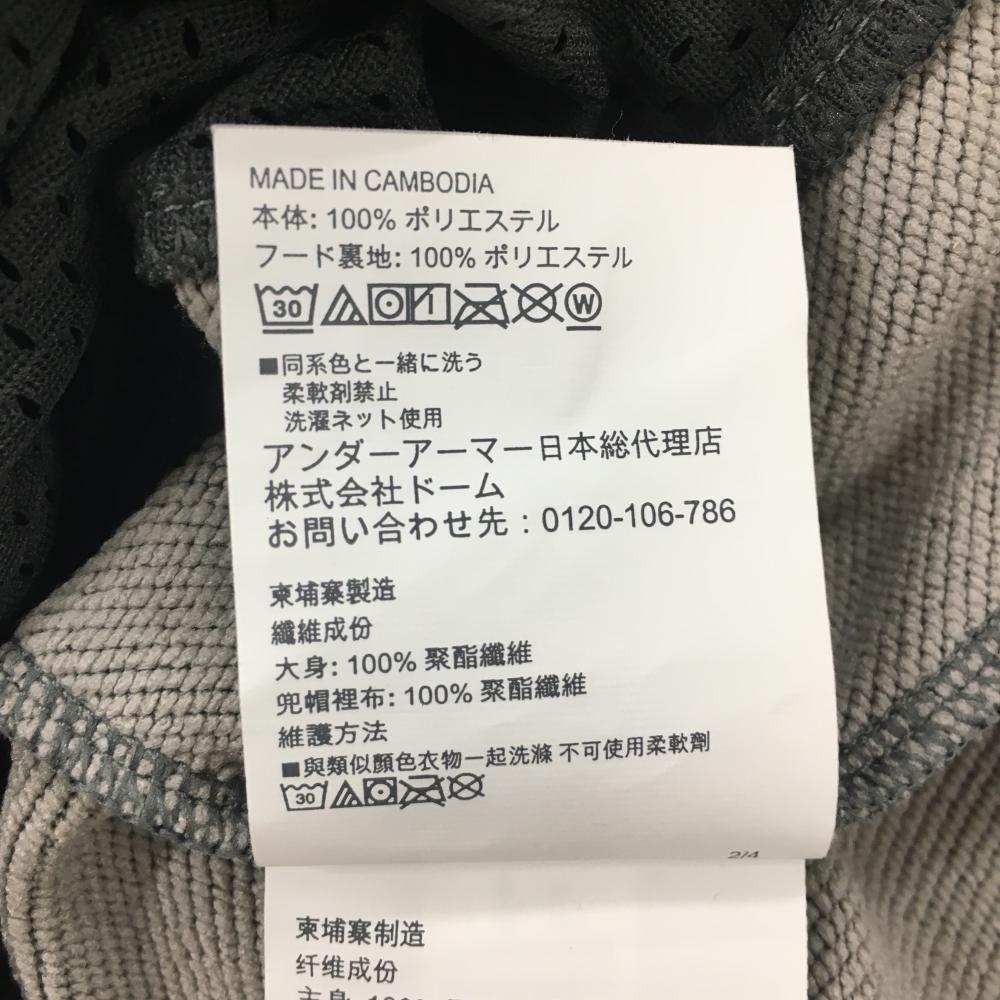 MADE IN CAMBODIA
本体: 100% ポリエステル
フード裏地: 100% ポリエステル
30 W
■同系色と一緒に洗う
柔軟剤禁止
洗濯ネット使用
アンダーアーマー日本総代理店
株式会社ドーム
お問い合わせ先：0120-106-786
柬埔寨製造
纖維成份
大身: 100% 聚酯纖維
兜帽裡布: 100% 聚酯纖維
維護方法
■與類似顏色衣物一起洗滌 不可使用柔軟劑
30
2/4
柬埔寨制造
纤维成份